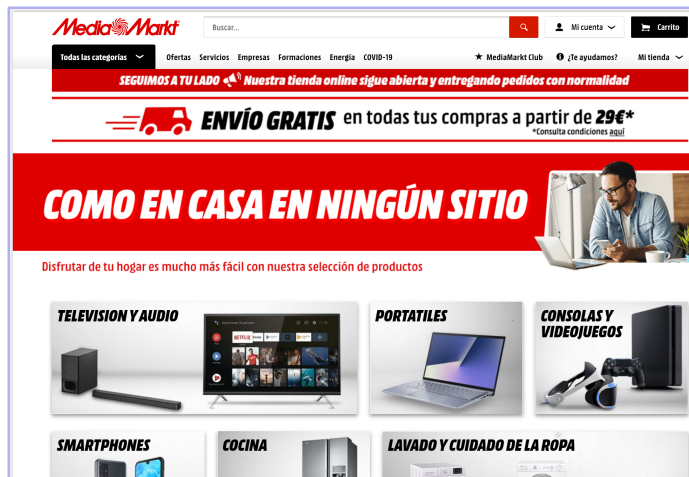 MediaMarkt
Buscar...
Mi cuenta
Carrito
Todas las categorías
Ofertas Servicios Empresas Formaciones Energía COVID-19
MediaMarkt Club
¿Te ayudamos?
Mi tienda
SEGUIMOS A TU LADO Nuestra tienda online sigue abierta y entregando pedidos con normalidad
ENVÍO GRATIS en todas tus compras a partir de 29€*
*Consulta condiciones aquí
COMO EN CASA EN NINGÚN SITIO
Disfrutar de tu hogar es mucho más fácil con nuestra selección de productos
TELEVISION Y AUDIO
NETFLIX
PORTATILES
CONSOLAS Y
VIDEOJUEGOS
SMARTPHONES
COCINA
LAVADO Y CUIDADO DE LA ROPA